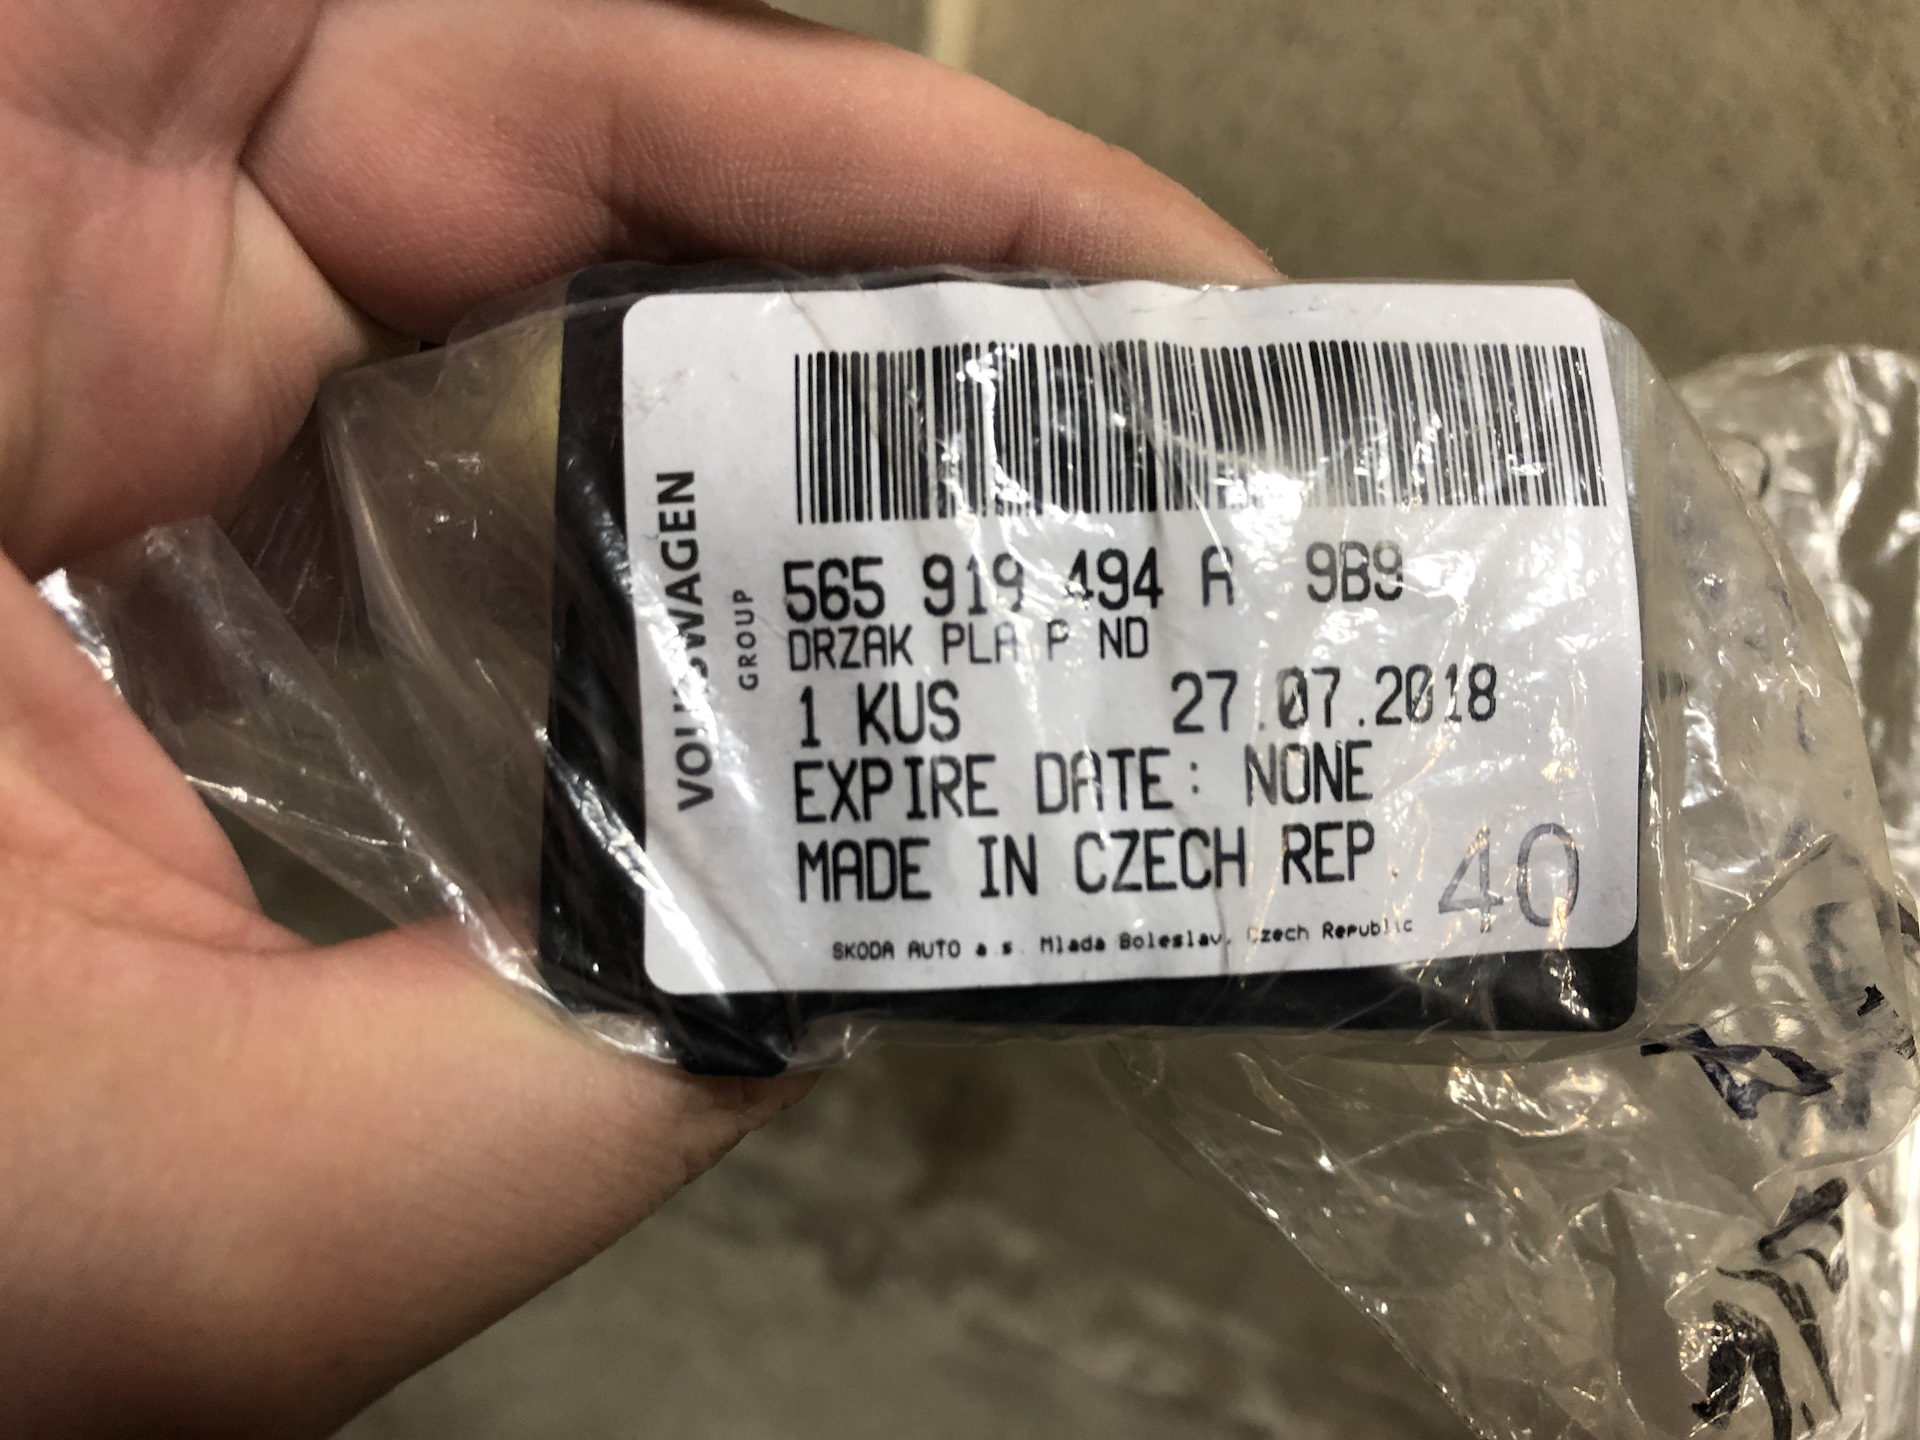 VOLKSWAGEN
GROUP
565 919 494 A 9B9
DRZAK PLA P ND
1 KUS 27.07.2018
EXPIRE DATE: NONE
MADE IN CZECH REP
40
SKODA AUTO a.s. Mlada Boleslav, Czech Republic